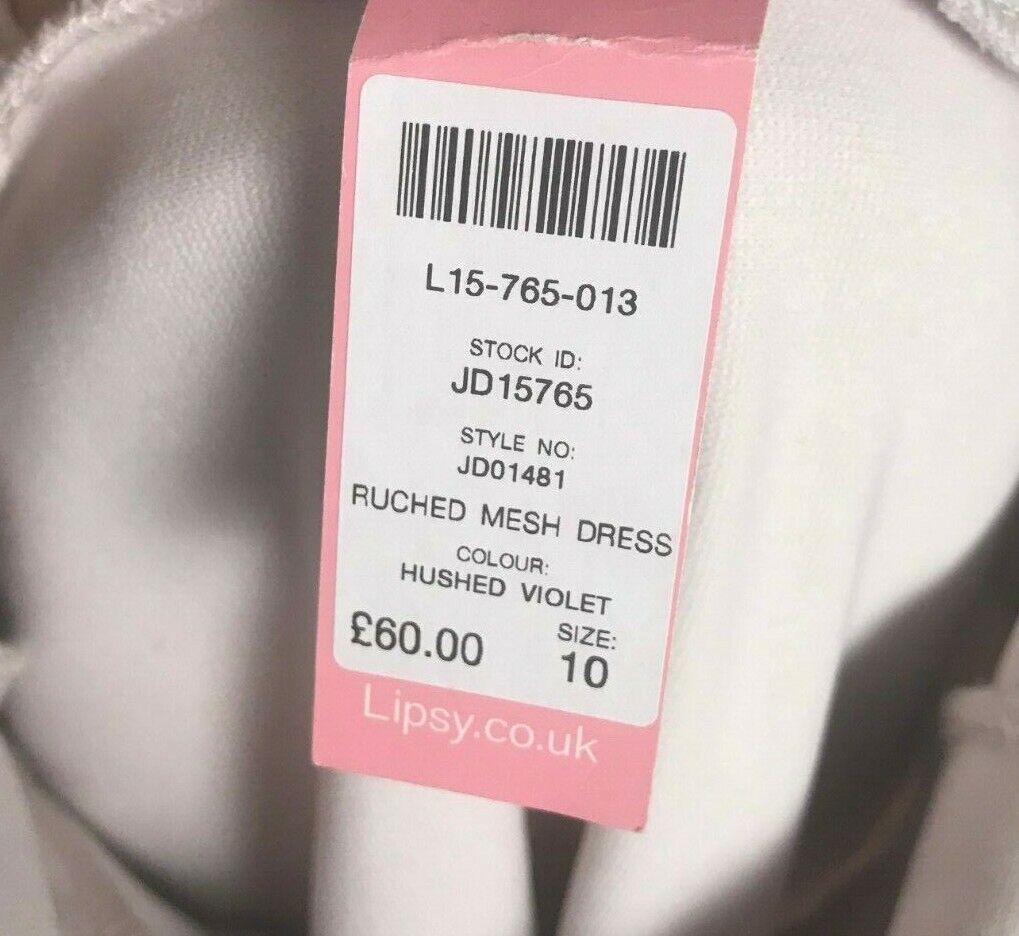 L15-765-013
STOCK ID:
JD15765
STYLE NO:
JD01481
RUCHED MESH DRESS
COLOUR:
HUSHED VIOLET
£60.00
SIZE:
10
Lipsy.co.uk